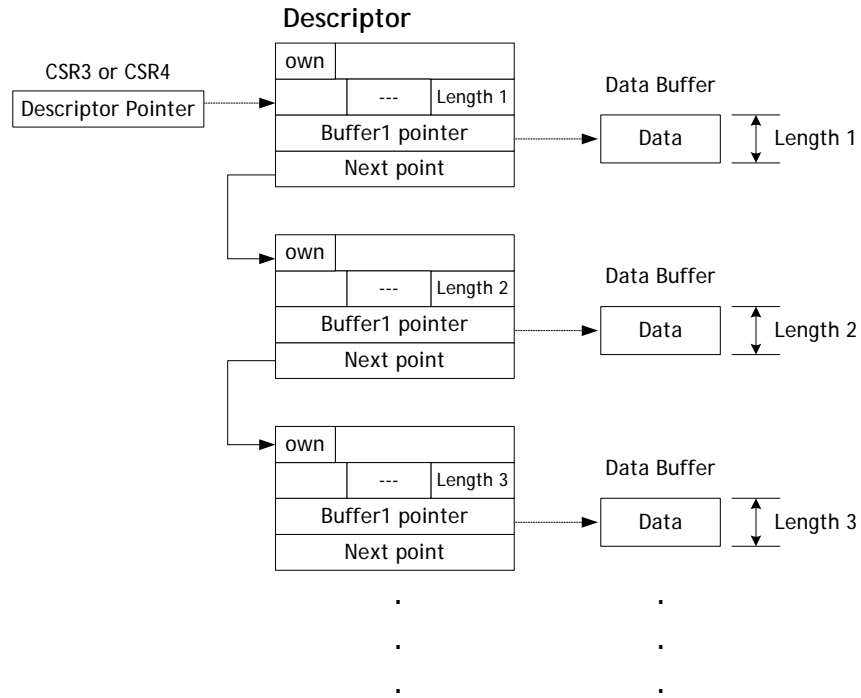 Descriptor
CSR3 or CSR4
Descriptor Pointer
own
--- Length 1
Buffer1 pointer
Next point
Data Buffer
Data
Length 1
own
--- Length 2
Buffer1 pointer
Next point
Data Buffer
Data
Length 2
own
--- Length 3
Buffer1 pointer
Next point
Data Buffer
Data
Length 3
. .
. .
. .